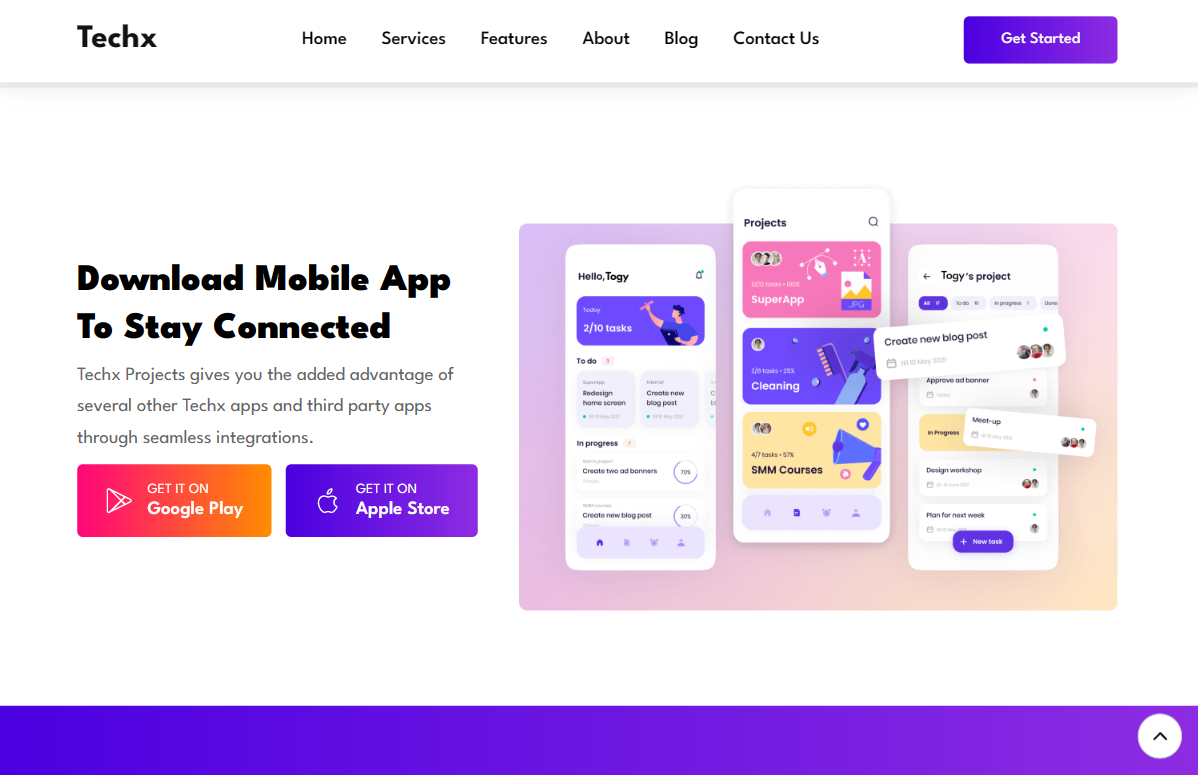 Techx
Home Services Features About Blog Contact Us
Get Started
Download Mobile App
To Stay Connected
Techx Projects gives you the added advantage of
several other Techx apps and third party apps
through seamless integrations.
GET IT ON
Google Play
GET IT ON
Apple Store
Hello,Togy
Today
2/10 tasks
To do 3
SuperApp
Redesign
home screen
Internal
Create new
blog post
In progress
Create two ad banners
70%
Create new blog post
30%
Projects
12/12 tasks • 100%
SuperApp
JPG
2/8 tasks • 25%
Cleaning
4/7 tasks • 57%
SMM Courses
Togy's project
All 17 To do 16 In progress 1 Done
Create new blog post
till 10 May 2021
Approve ad banner
In Progress
Meet-up
till 10 May 2021
Design workshop
Plan for next week
+ New task